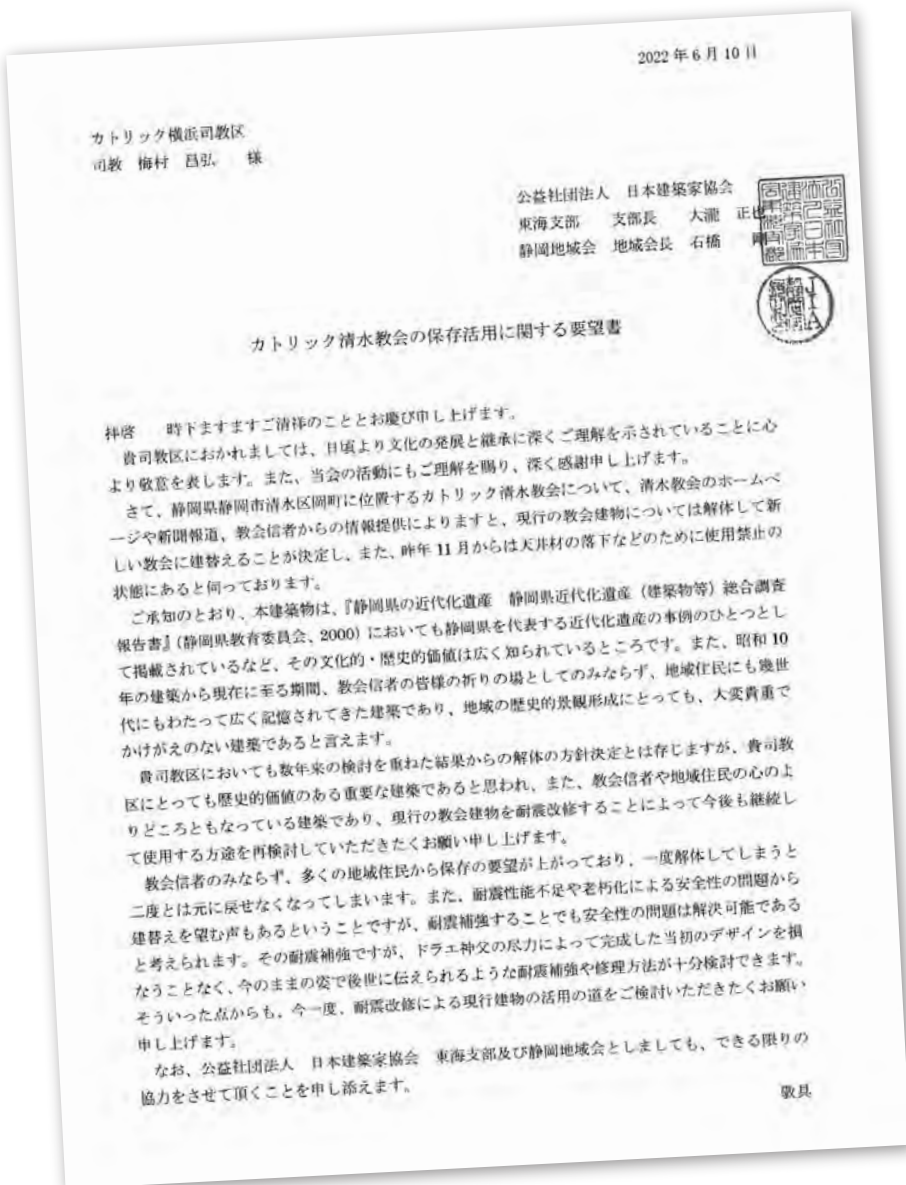 2022年6月10日
カトリック横浜司教区
司教 梅村 昌弘 様
公益社団法人 日本建築家協会
東海支部 支部長 大瀧 正也
静岡地域会 地域会長 石橋 剛
カトリック清水教会の保存活用に関する要望書
拝啓 時下ますますご清祥のこととお慶び申し上げます。
貴司教区におかれましては、日頃より文化の発展と継承に深くご理解を示されていることに心
より敬意を表します。また、当会の活動にもご理解を賜り、深く感謝申し上げます。
さて、静岡県静岡市清水区岡町に位置するカトリック清水教会について、清水教会のホームペ
ージや新聞報道、教会信者からの情報提供によりますと、現行の教会建物については解体して新
しい教会に建替えることが決定し、また、昨年11月からは天井材の落下などのために使用禁止の
状態にあると伺っております。
ご承知のとおり、本建築物は、『静岡県の近代化遺産 静岡県近代化遺産（建築物等）総合調査
報告書』（静岡県教育委員会、2000）においても静岡県を代表する近代化遺産の事例のひとつとし
て掲載されているなど、その文化的・歴史的価値は広く知られているところです。また、昭和10
年の建築から現在に至る期間、教会信者の皆様の祈りの場としてのみならず、地域住民にも幾世
代にもわたって広く記憶されてきた建築であり、地域の歴史的景観形成にとっても、大変貴重で
かけがえのない建築であると言えます。
貴司教区においても数年来の検討を重ねた結果からの解体の方針決定とは存じますが、貴司教
区にとっても歴史的価値のある重要な建築であると思われ、また、教会信者や地域住民の心のよ
りどころともなっている建築であり、現行の教会建物を耐震改修することによって今後も継続し
て使用する方途を再検討していただきたくお願い申し上げます。
教会信者のみならず、多くの地域住民から保存の要望が上がっており、一度解体してしまうと
二度とは元に戻せなくなってしまいます。また、耐震性能不足や老朽化による安全性の問題から
建替えを望む声もあるということですが、耐震補強することでも安全性の問題は解決可能である
と考えられます。その耐震補強ですが、ドラエ神父の尽力によって完成した当初のデザインを損
なうことなく、今のままの姿で後世に伝えられるような耐震補強や修理方法が十分検討できます。
そういった点からも、今一度、耐震改修による現行建物の活用の道をご検討いただきたくお願い
申し上げます。
なお、公益社団法人 日本建築家協会 東海支部及び静岡地域会としましても、できる限りの
協力をさせて頂くことを申し添えます。
敬具
JIA